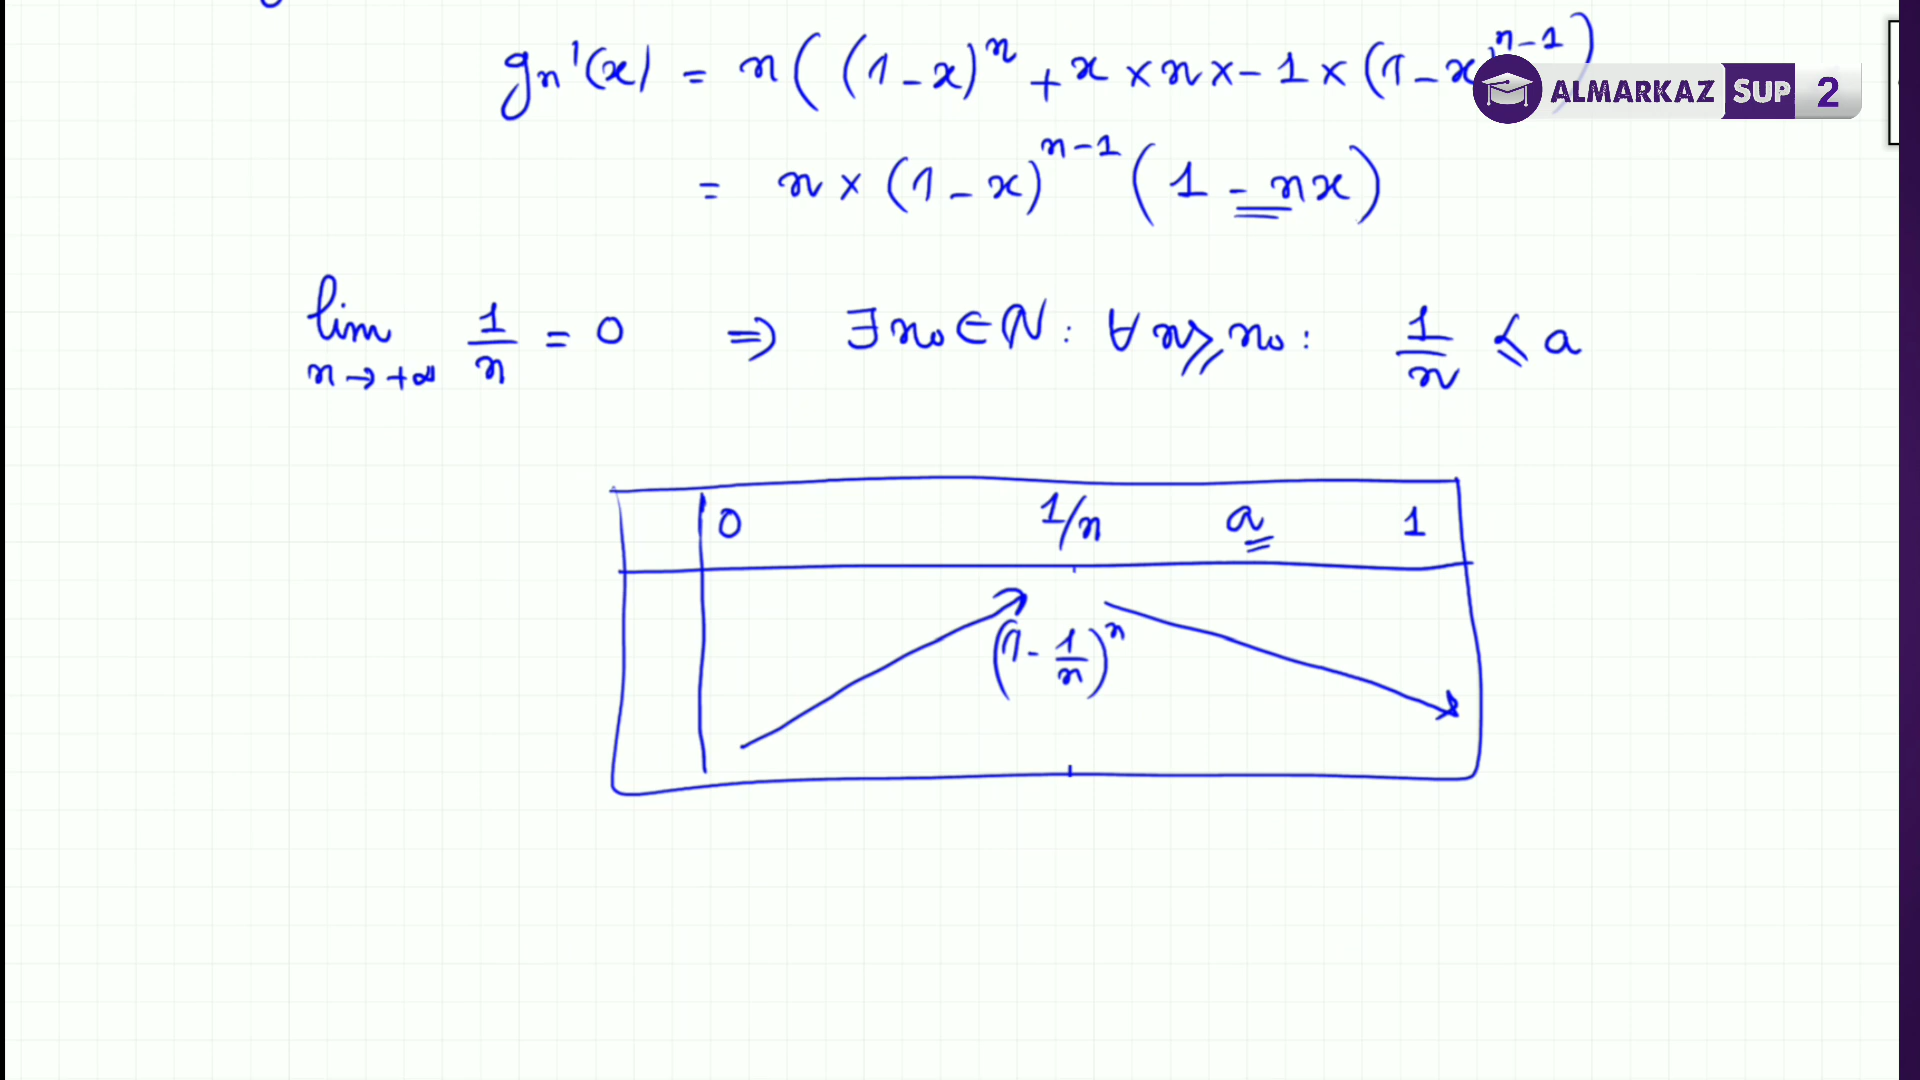 gn'(x) = n((1-x)^n + x × n × -1 × (1-x)^{n-1})
ALMARKAZ SUP 2
= n × (1-x)^{n-1} (1 - nx)
lim_{n→+∞} 1/n = 0 ⇒ ∃ n₀ ∈ ℕ : ∀ n ⩾ n₀ : 1/n ⩽ a
0 1/n a 1
(1 - 1/n)^n